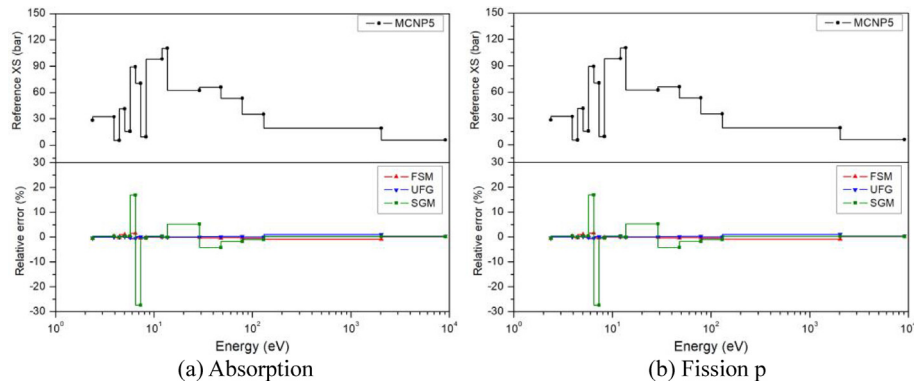 150
120
90
60
30
0
Reference XS (bar)
MCNP5
30
20
10
0
-10
-20
-30
Relative error (%)
FSM
UFG
SGM
10^0
10^1
10^2
10^3
10^4
Energy (eV)
(a) Absorption
150
120
90
60
30
0
Reference XS (bar)
MCNP5
30
20
10
0
-10
-20
-30
Relative error (%)
FSM
UFG
SGM
10^0
10^1
10^2
10^3
10^4
Energy (eV)
(b) Fission p